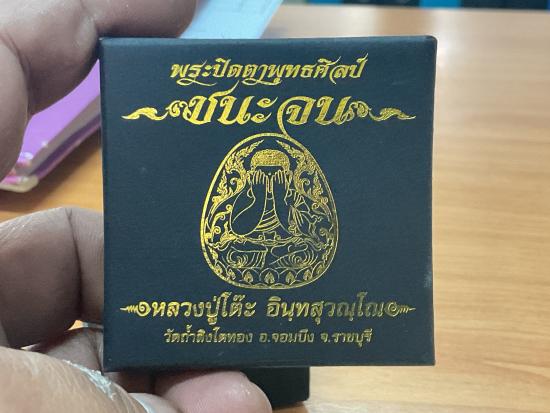 พระปิดตาพุทธศิลป์
ชนะจน
หลวงปู่โต๊ะ อินฺทสุวณฺโณ
วัดถ้ำสิงโตทอง อ.จอมบึง จ.ราชบุรี